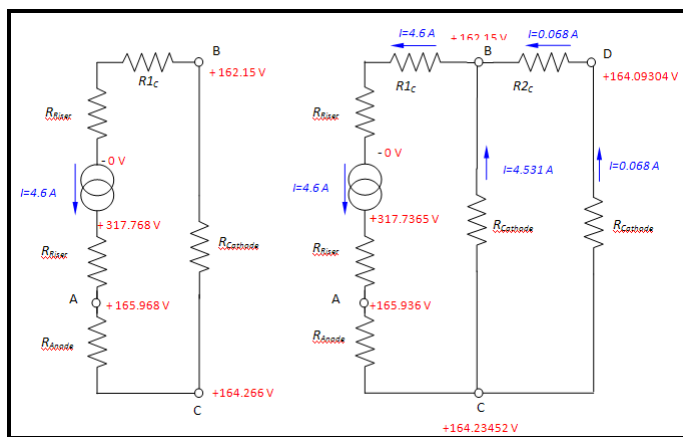 B
+162.15 V
R1c
RRiser
- 0 V
I=4.6 A
+317.768 V
RRiser
RCathode
A
+165.968 V
RAnode
+164.266 V
C
I=4.6 A
+162.15 V
I=0.068 A
B
D
R1c
R2c
+164.09304 V
RRiser
- 0 V
I=4.6 A
I=4.531 A
I=0.068 A
+317.7365 V
RRiser
RCathode
RCathode
A
+165.936 V
RAnode
C
+164.23452 V